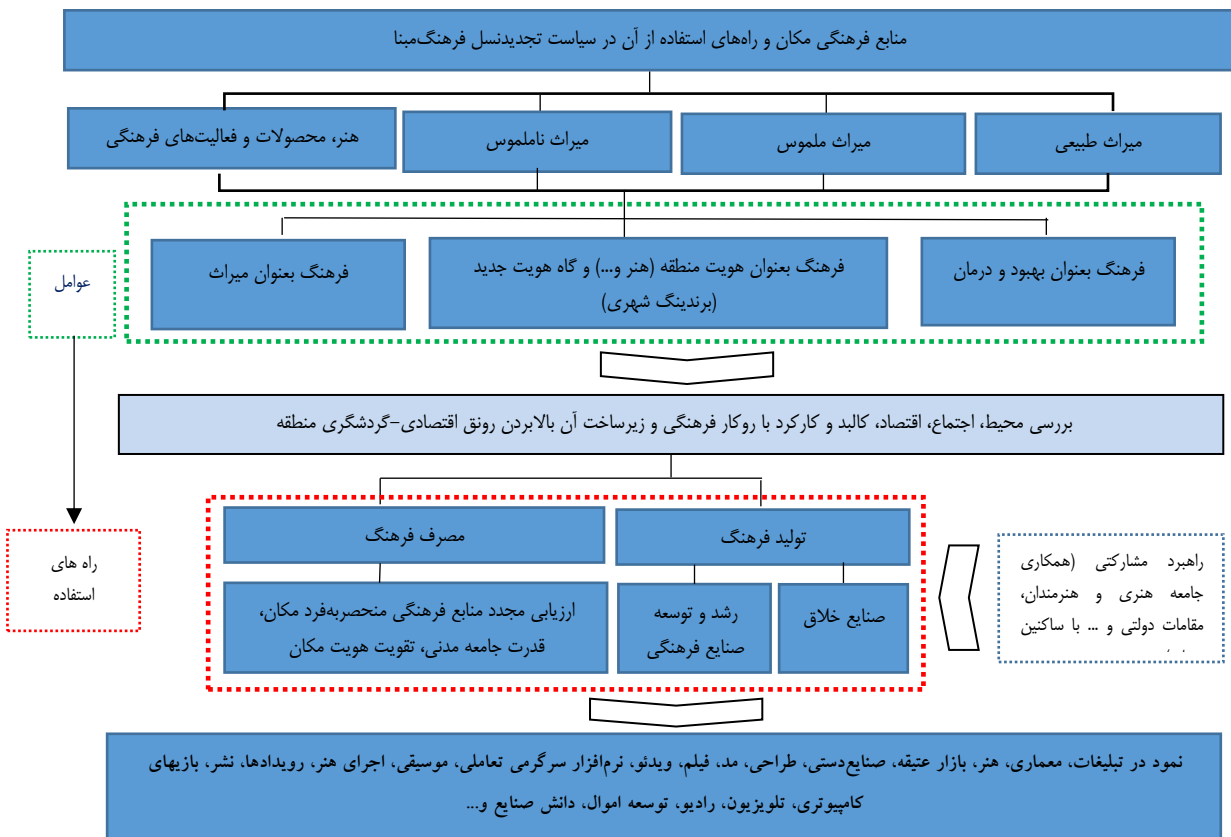 منابع فرهنگی مکان و راه‌های استفاده از آن در سیاست تجدیدنسل فرهنگ‌مبنا
میراث طبیعی
میراث ملموس
میراث ناملموس
هنر، محصولات و فعالیت‌های فرهنگی
فرهنگ بعنوان بهبود و درمان
فرهنگ بعنوان هویت منطقه (هنر و...) و گاه هویت جدید
(برندینگ شهری)
فرهنگ بعنوان میراث
عوامل
بررسی محیط، اجتماع، اقتصاد، کالبد و کارکرد با روکار فرهنگی و زیرساخت آن بالابردن رونق اقتصادی-گردشگری منطقه
تولید فرهنگ
مصرف فرهنگ
صنایع خلاق
رشد و توسعه
صنایع فرهنگی
ارزیابی مجدد منابع فرهنگی منحصربه‌فرد مکان،
قدرت جامعه مدنی، تقویت هویت مکان
راهبرد مشارکتی (همکاری
جامعه هنری و هنرمندان،
مقامات دولتی و ... با ساکنین
راه های
استفاده
نمود در تبلیغات، معماری، هنر، بازار عتیقه، صنایع‌دستی، طراحی، مد، فیلم، ویدئو، نرم‌افزار سرگرمی تعاملی، موسیقی، اجرای هنر، رویدادها، نشر، بازیهای
کامپیوتری، تلویزیون، رادیو، توسعه اموال، دانش صنایع و...